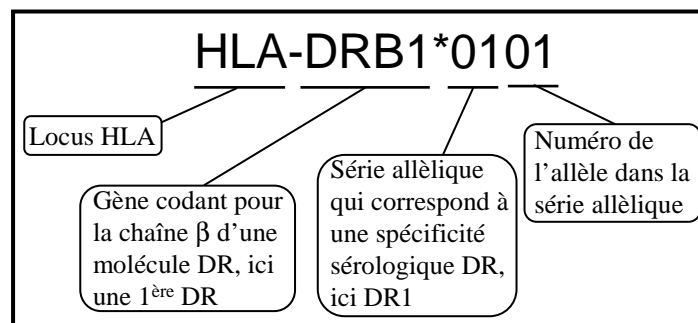 HLA-DRB1*0101
Locus HLA
Gène codant pour
la chaîne β d'une
molécule DR, ici
une 1ère DR
Série allèlique
qui correspond à
une spécificité
sérologique DR,
ici DR1
Numéro de
l'allèle dans la
série allèlique